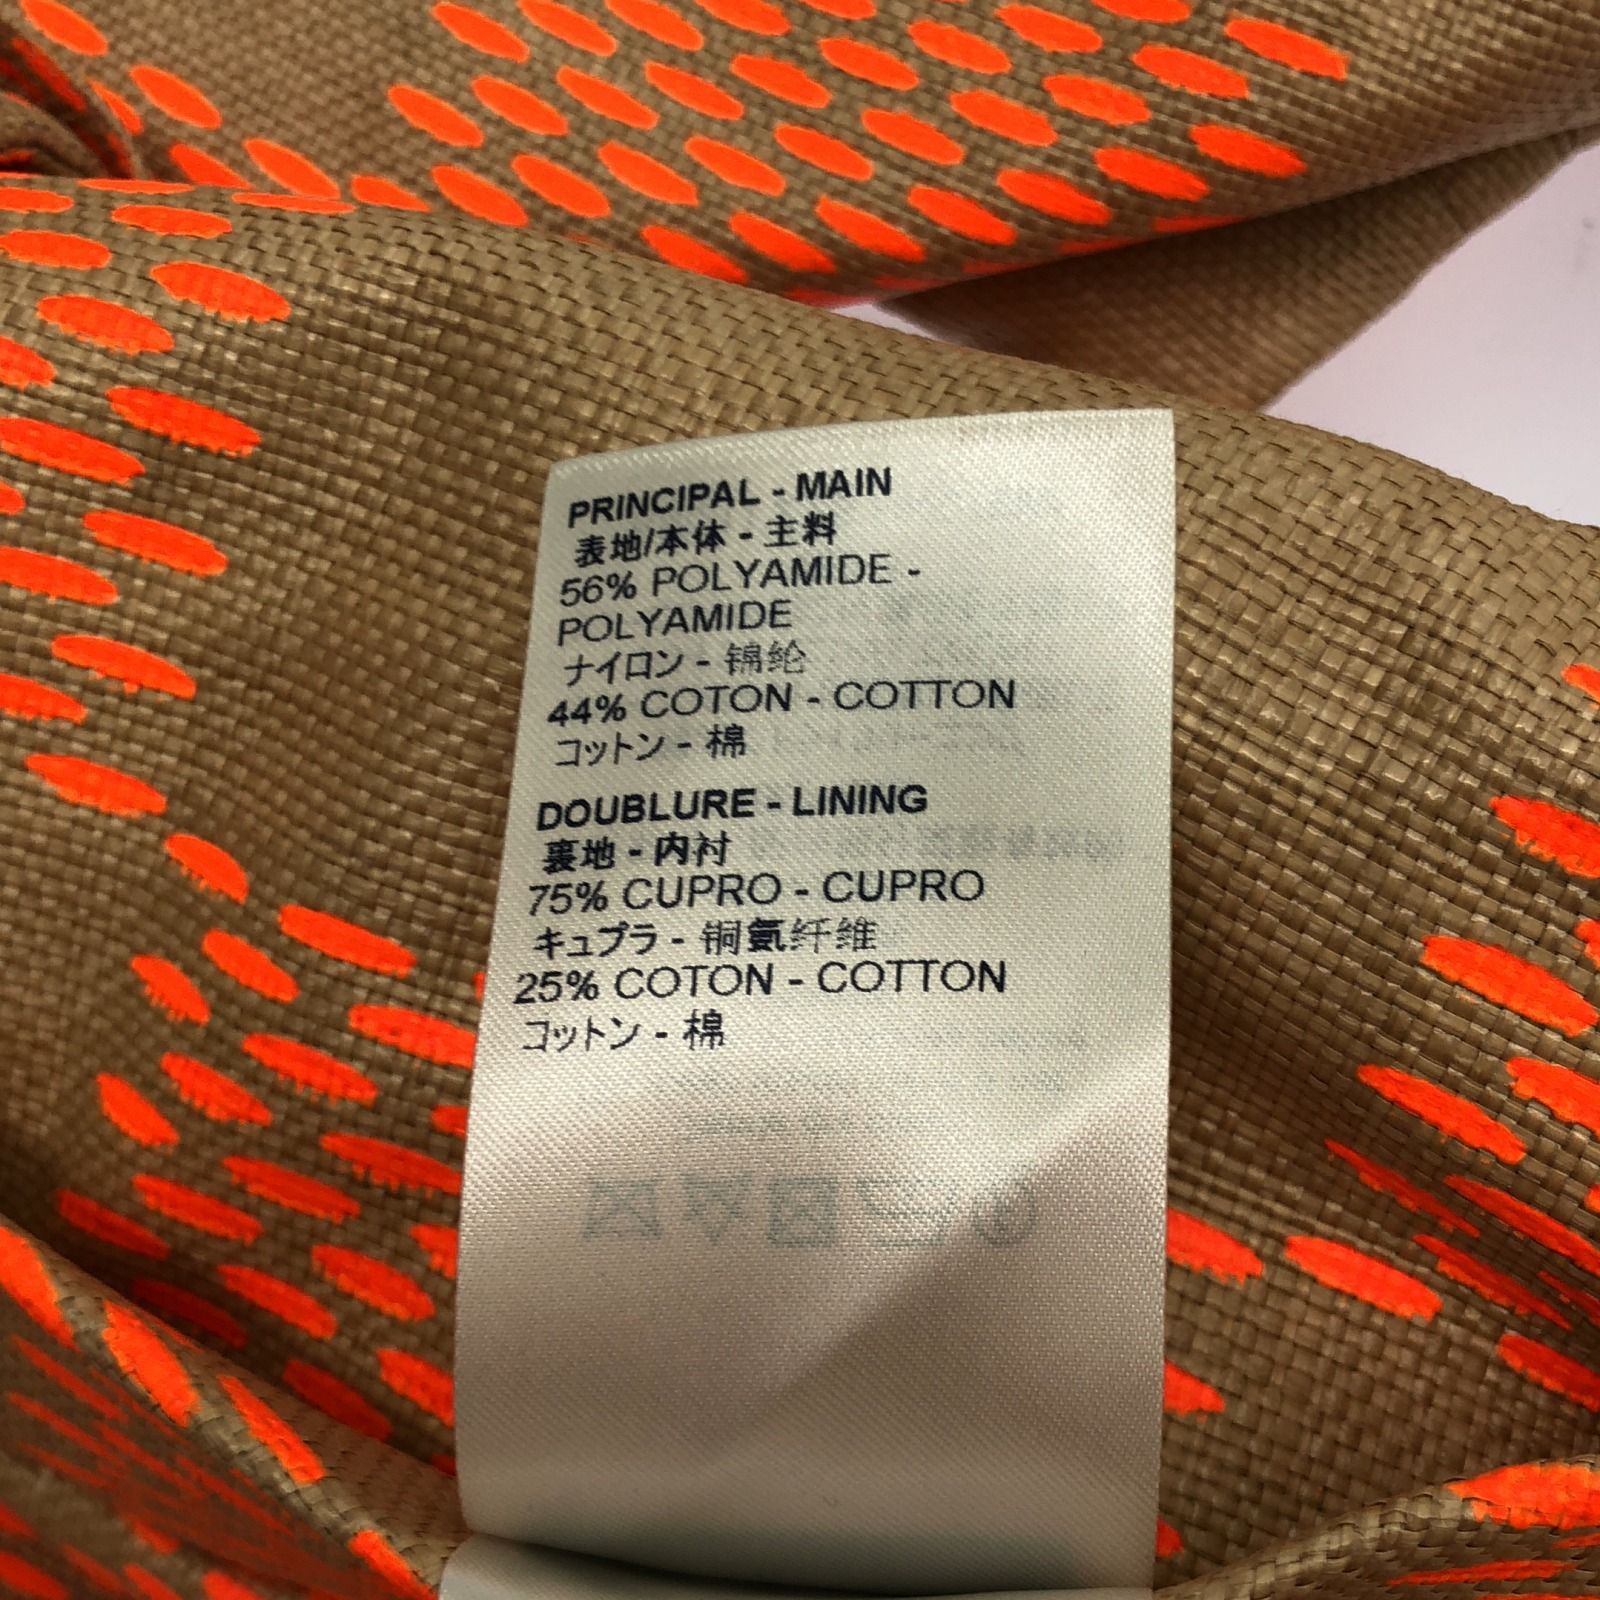 PRINCIPAL - MAIN
表地/本体 - 主料
56% POLYAMIDE -
POLYAMIDE
ナイロン - 锦纶
44% COTON - COTTON
コットン - 棉
DOUBLURE - LINING
裏地 - 内衬
75% CUPRO - CUPRO
キュプラ - 铜氨纤维
25% COTON - COTTON
コットン - 棉